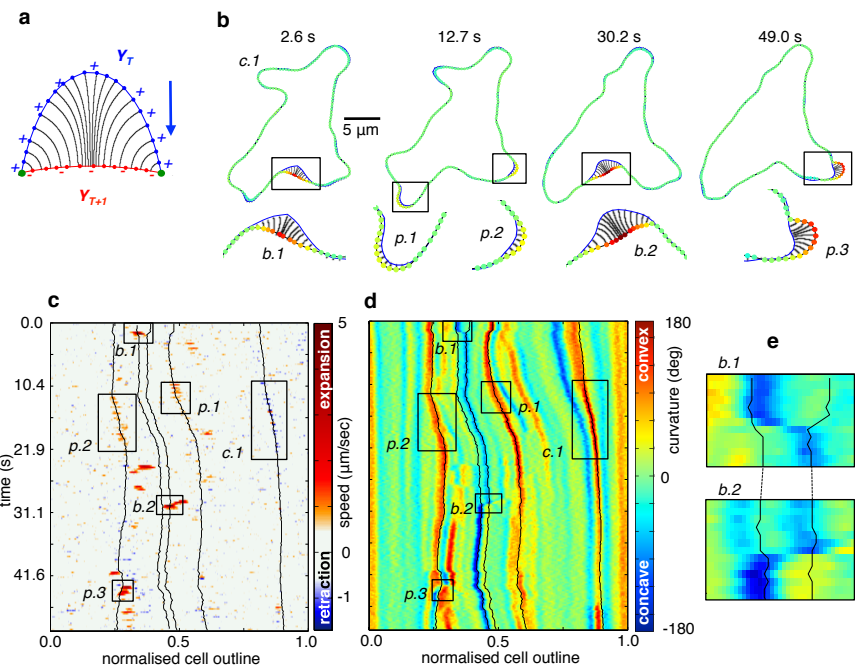 a
b
2.6 s
12.7 s
30.2 s
49.0 s
c.1
Y_T
Y_{T+1}
5 µm
b.1
p.1
p.2
b.2
p.3
c
d
e
0.0
10.4
21.9
31.1
41.6
time (s)
b.1
p.1
p.2
c.1
b.2
p.3
0.0
0.5
1.0
normalised cell outline
expansion
retraction
5
0
-1
speed (µm/sec)
b.1
p.1
p.2
c.1
b.2
p.3
0.0
0.5
1.0
normalised cell outline
convex
concave
180
0
-180
curvature (deg)
b.1
b.2